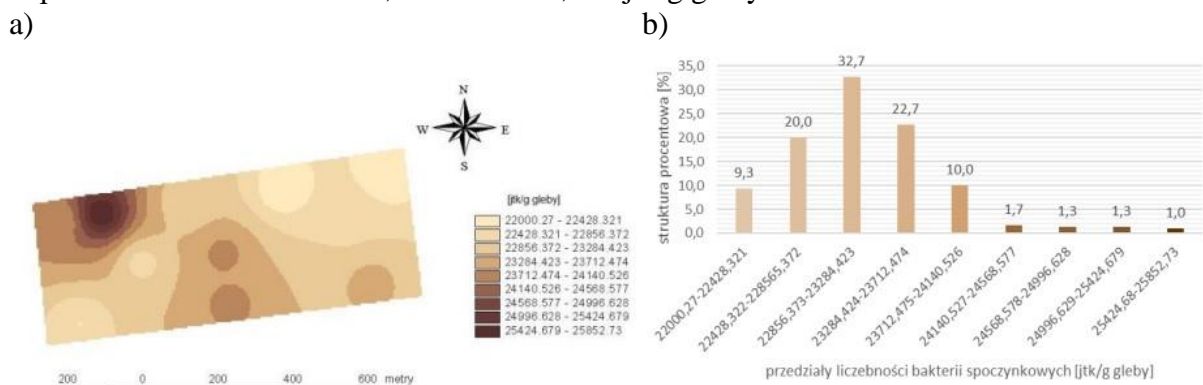 a)
b)
N
W E
S
[jtk/g gleby]
22000.27 - 22428.321
22428.321 - 22856.372
22856.372 - 23284.423
23284.423 - 23712.474
23712.474 - 24140.526
24140.526 - 24568.577
24568.577 - 24996.628
24996.628 - 25424.679
25424.679 - 25852.73
200 0 200 400 600 metry
struktura procentowa [%]
35,0
30,0
25,0
20,0
15,0
10,0
5,0
0,0
9,3
20,0
32,7
22,7
10,0
1,7
1,3
1,3
1,0
22000,27-22428,321
22428,322-228565,372
22856,373-23284,423
23284,424-23712,474
23712,475-24140,526
24140,527-24568,577
24568,578-24996,628
24996,629-25424,679
25424,68-25852,73
przedziały liczebności bakterii spoczynkowych [jtk/g gleby]